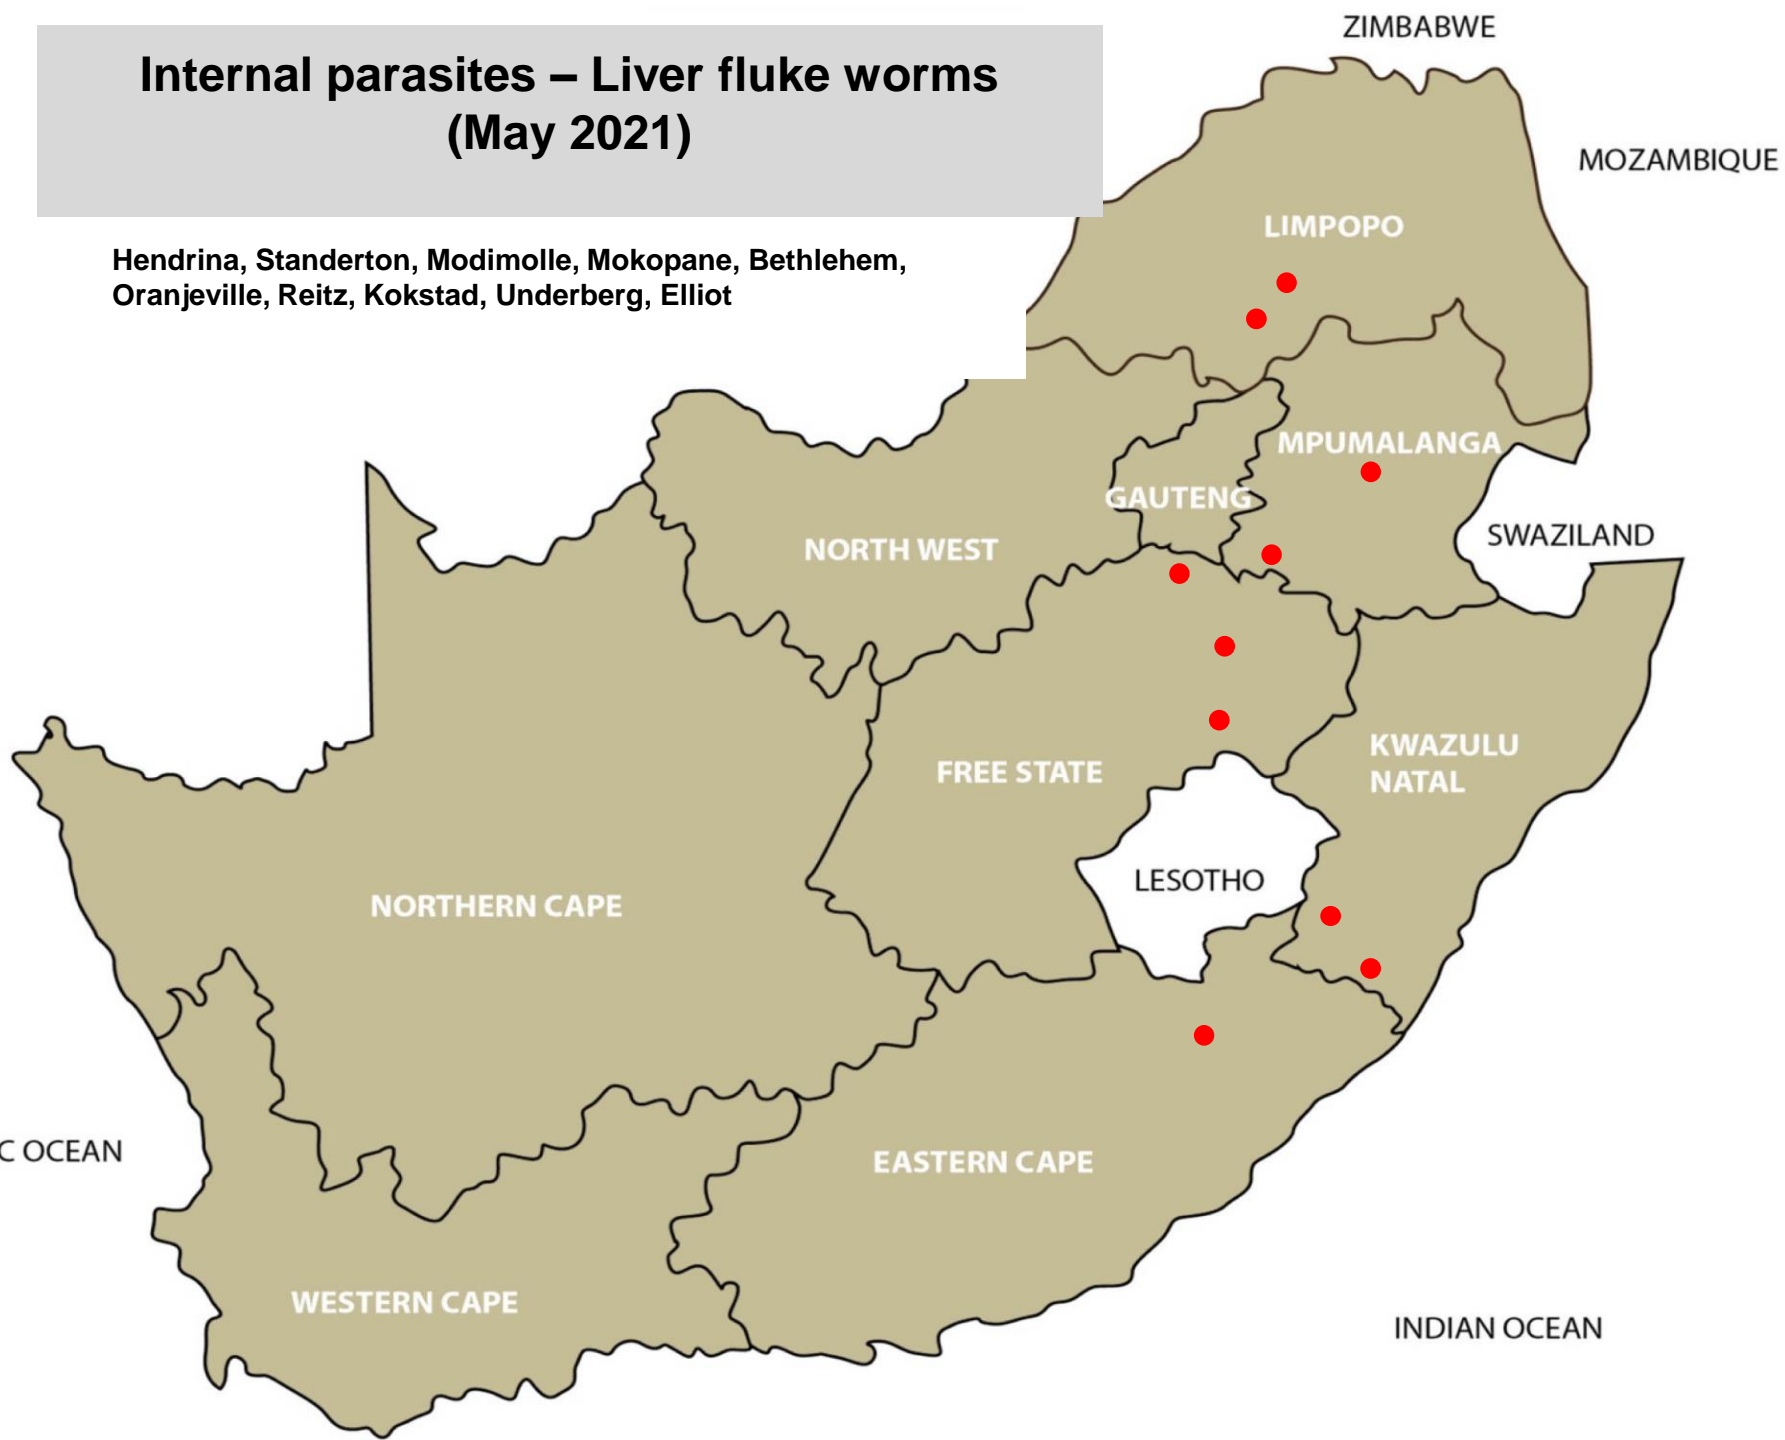 ZIMBABWE
Internal parasites – Liver fluke worms
(May 2021)
MOZAMBIQUE
LIMPOPO
Hendrina, Standerton, Modimolle, Mokopane, Bethlehem,
Oranjeville, Reitz, Kokstad, Underberg, Elliot
MPUMALANGA
GAUTENG
SWAZILAND
NORTH WEST
KWAZULU
NATAL
FREE STATE
LESOTHO
NORTHERN CAPE
C OCEAN
EASTERN CAPE
WESTERN CAPE
INDIAN OCEAN